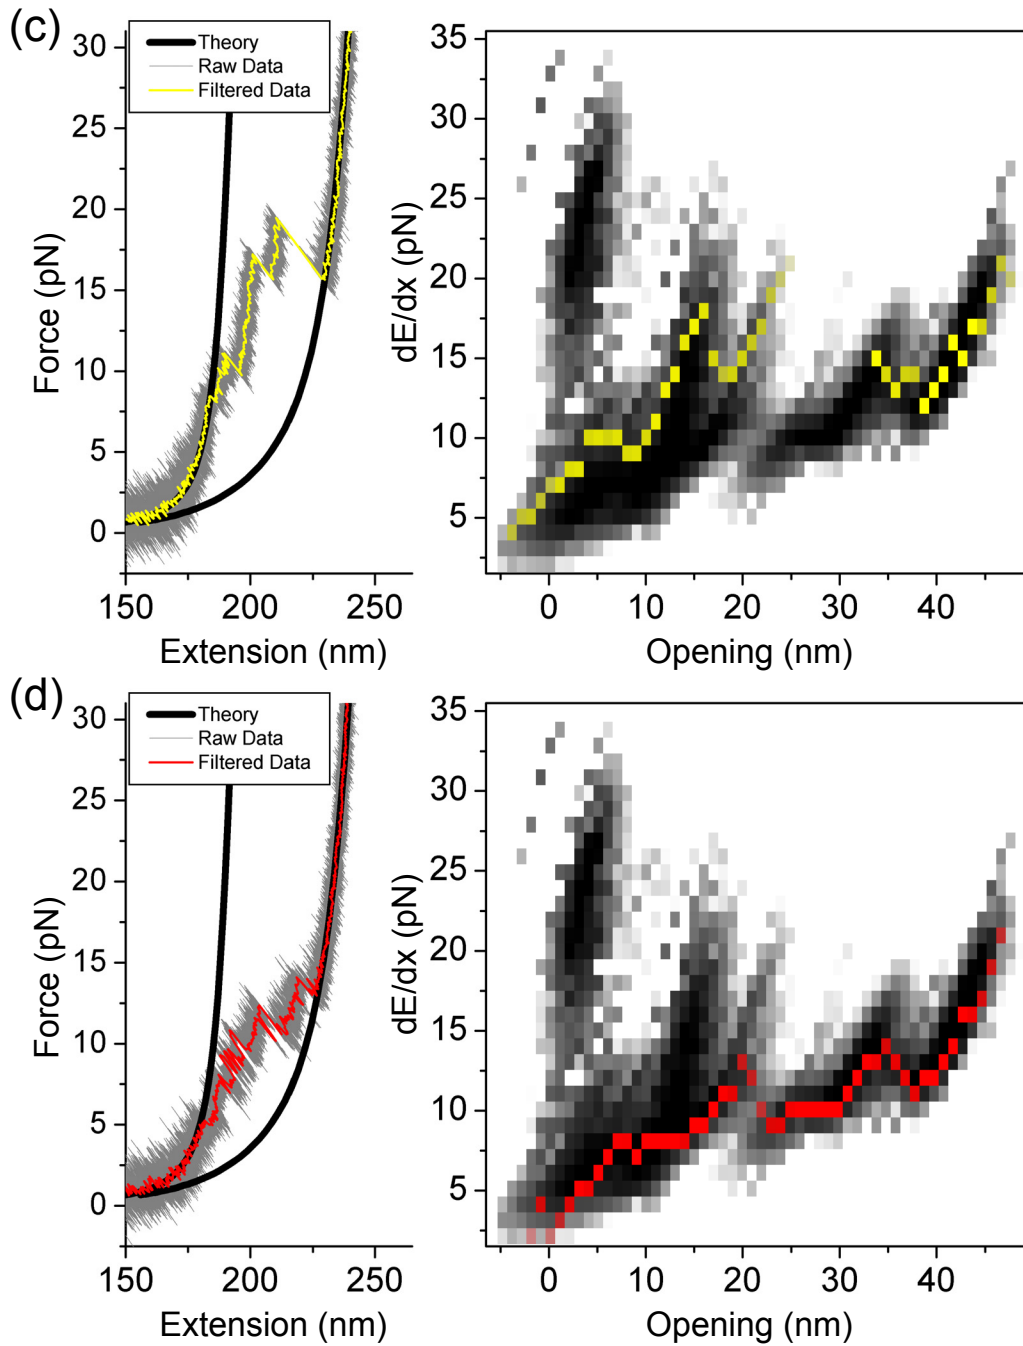 (c)
Theory
Raw Data
Filtered Data
30
25
20
15
10
5
0
Force (pN)
150 200 250
Extension (nm)
35
30
25
20
15
10
5
dE/dx (pN)
0 10 20 30 40
Opening (nm)
(d)
Theory
Raw Data
Filtered Data
30
25
20
15
10
5
0
Force (pN)
150 200 250
Extension (nm)
35
30
25
20
15
10
5
dE/dx (pN)
0 10 20 30 40
Opening (nm)